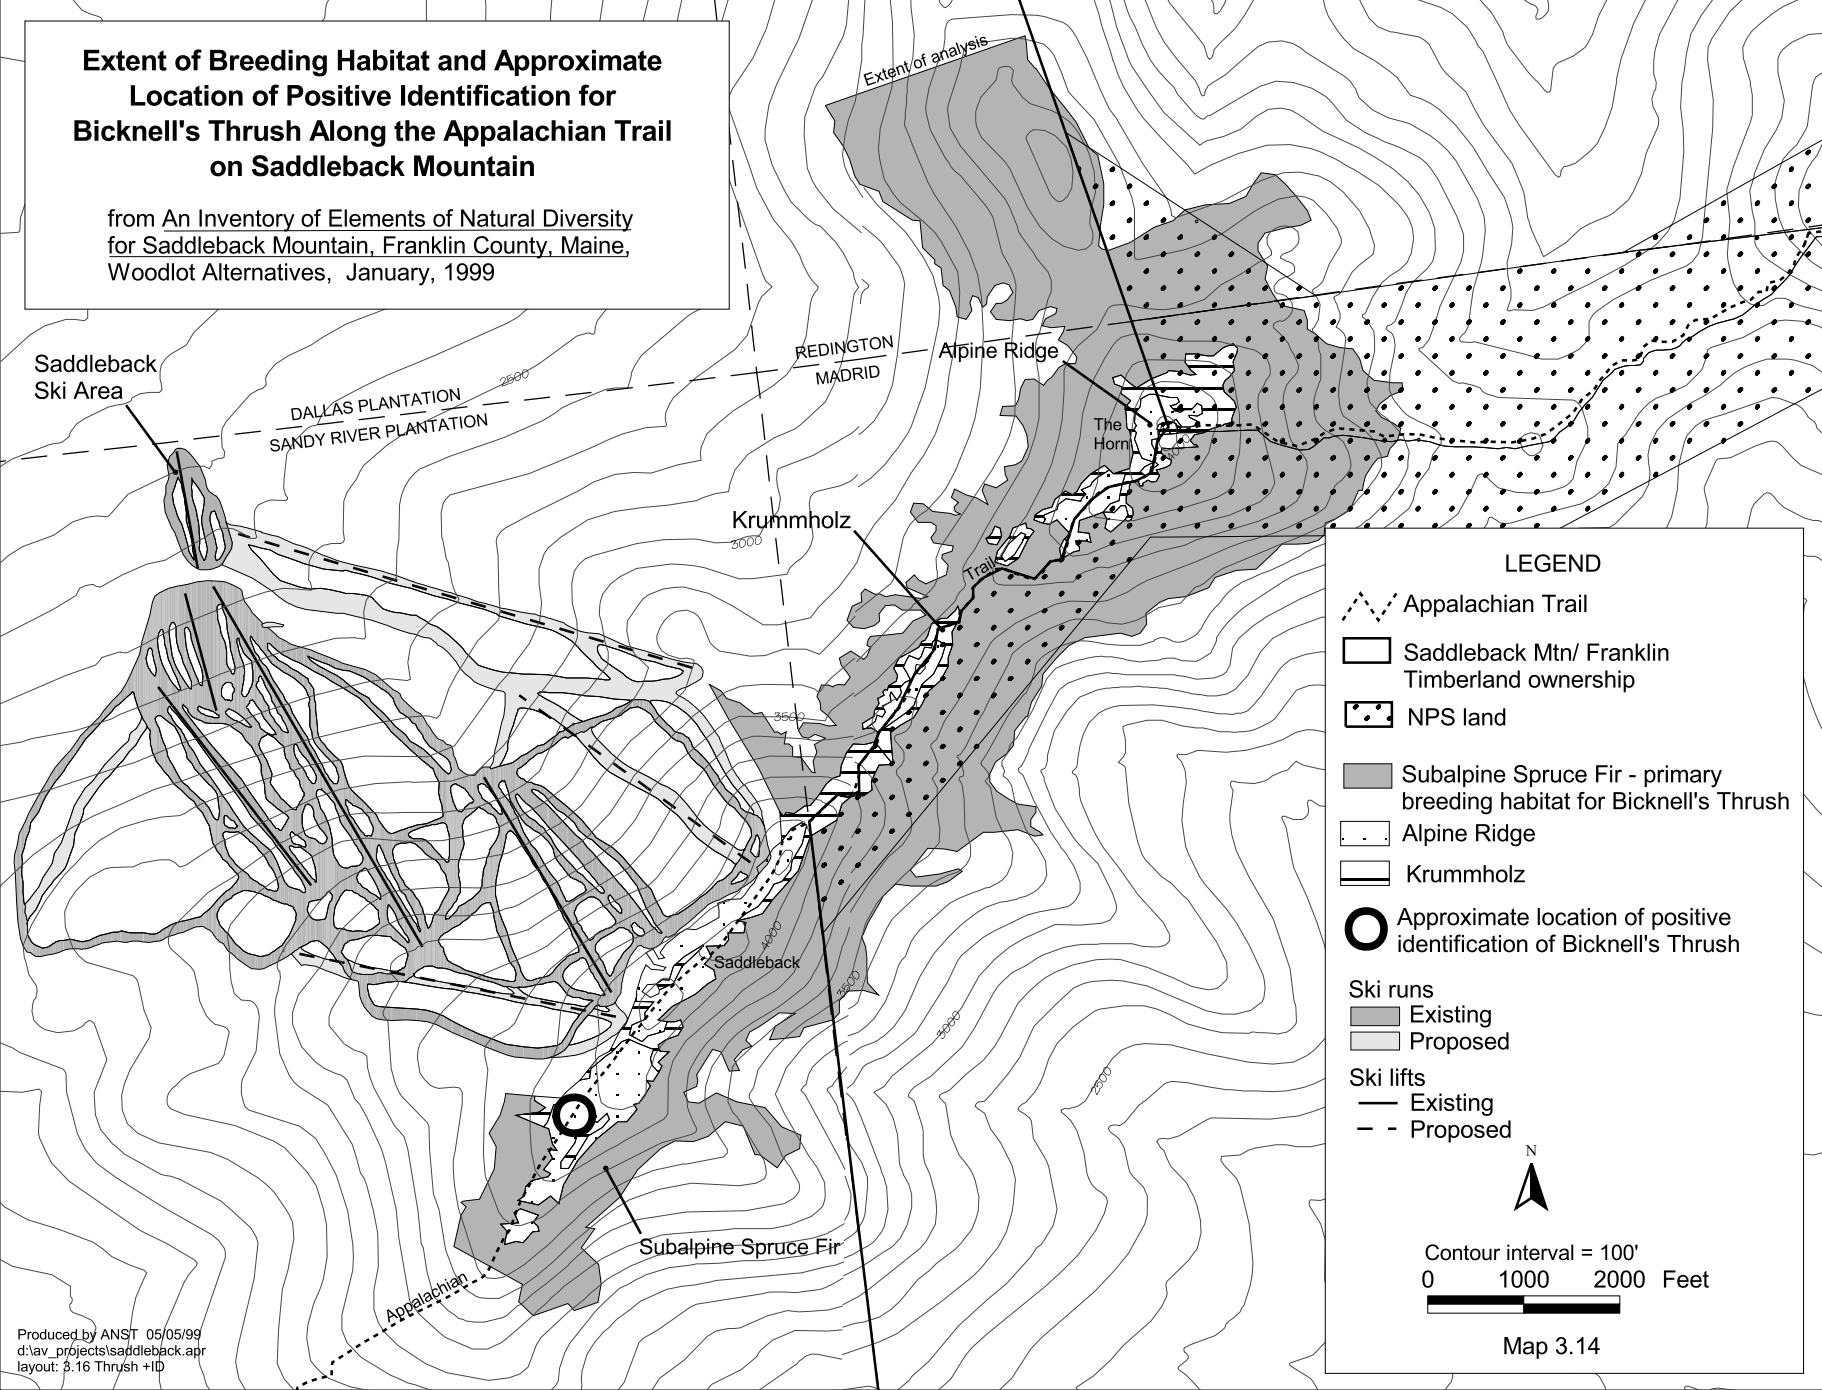 Extent of Breeding Habitat and Approximate
Location of Positive Identification for
Bicknell's Thrush Along the Appalachian Trail
on Saddleback Mountain
from An Inventory of Elements of Natural Diversity
for Saddleback Mountain, Franklin County, Maine,
Woodlot Alternatives, January, 1999
Extent of analysis
Saddleback
Ski Area
DALLAS PLANTATION
SANDY RIVER PLANTATION
2500
REDINGTON
MADRID
Alpine Ridge
The
Horn
4000
Krummholz
3000
Trail
3500
4000
Saddleback
3500
3000
2500
Subalpine Spruce Fir
Appalachian
Produced by ANST 05/05/99
d:\av_projects\saddleback.apr
layout: 3.16 Thrush +ID
LEGEND
Appalachian Trail
Saddleback Mtn/ Franklin
Timberland ownership
NPS land
Subalpine Spruce Fir - primary
breeding habitat for Bicknell's Thrush
Alpine Ridge
Krummholz
Approximate location of positive
identification of Bicknell's Thrush
Ski runs
Existing
Proposed
Ski lifts
Existing
Proposed
N
Contour interval = 100'
0 1000 2000 Feet
Map 3.14